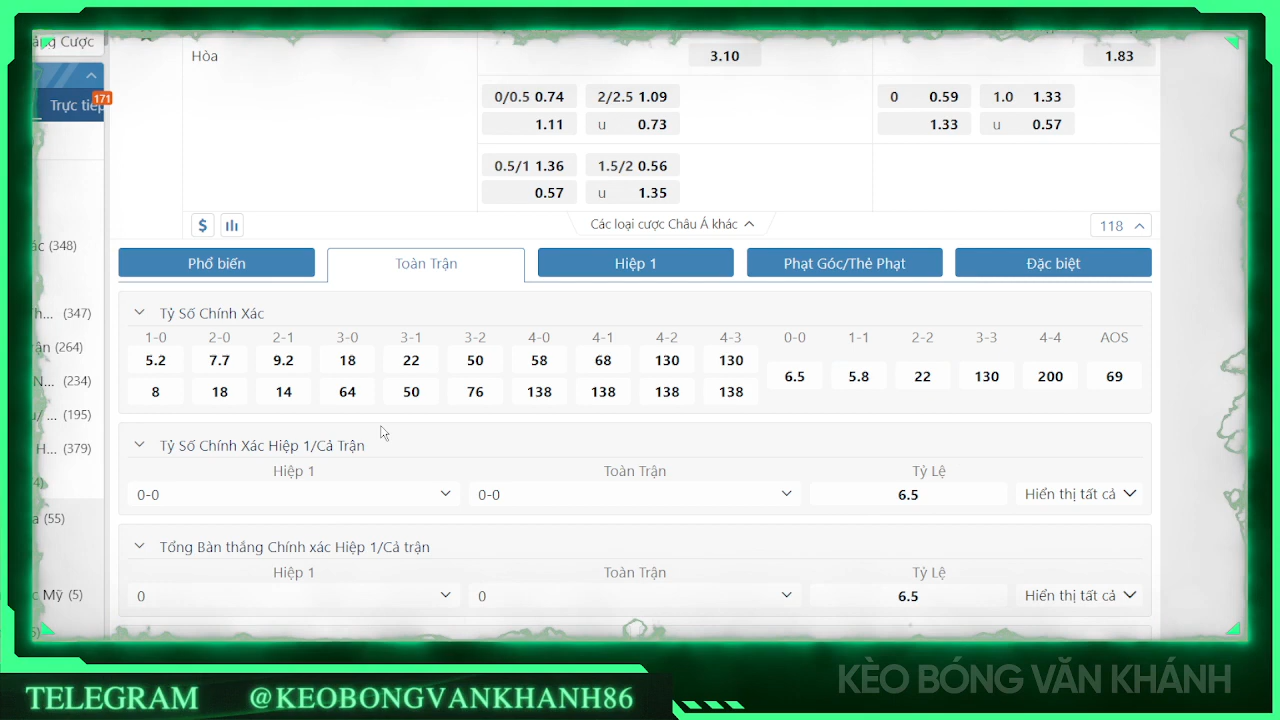 Cược
Hòa 3.10 1.83
Trực tiếp 171
0/0.5 0.74 2/2.5 1.09 0 0.59 1.0 1.33
1.11 u 0.73 1.33 u 0.57
0.5/1 1.36 1.5/2 0.56
0.57 u 1.35
$ Các loại cược Châu Á khác 118
(348)
Phổ biến Toàn Trận Hiệp 1 Phạt Góc/Thẻ Phạt Đặc biệt
(347)
Tỷ Số Chính Xác
1-0 2-0 2-1 3-0 3-1 3-2 4-0 4-1 4-2 4-3 0-0 1-1 2-2 3-3 4-4 AOS
(264)
5.2 7.7 9.2 18 22 50 58 68 130 130
6.5 5.8 22 130 200 69
(234)
8 18 14 64 50 76 138 138 138 138
(195)
Tỷ Số Chính Xác Hiệp 1/Cả Trận
H... (379)
Hiệp 1 Toàn Trận Tỷ Lệ
0-0 0-0 6.5 Hiển thị tất cả
(55)
Tổng Bàn thắng Chính xác Hiệp 1/Cả trận
Hiệp 1 Toàn Trận Tỷ Lệ
Mỹ (5) 0 0 6.5 Hiển thị tất cả
KÈO BÓNG VĂN KHÁNH
TELEGRAM @KEOBONGVANKHANH86